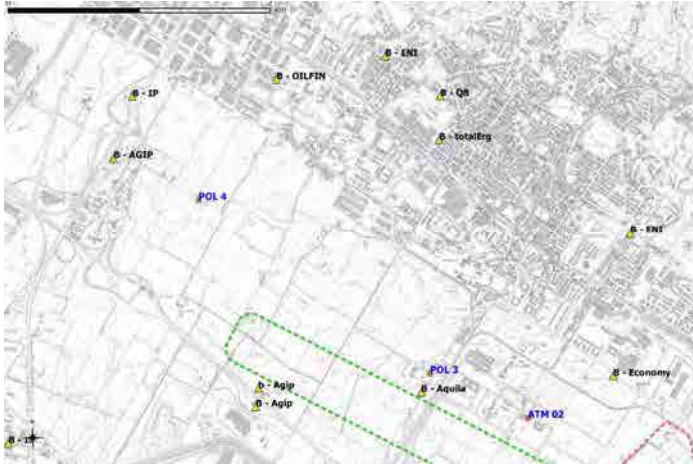 B - ENI
B - OILFIN
B - IP
B - Q8
B - totalErg
B - AGIP
POL 4
B - ENI
POL 3
B - Economy
b - Agip
B - Aquila
B - Agip
ATM 02